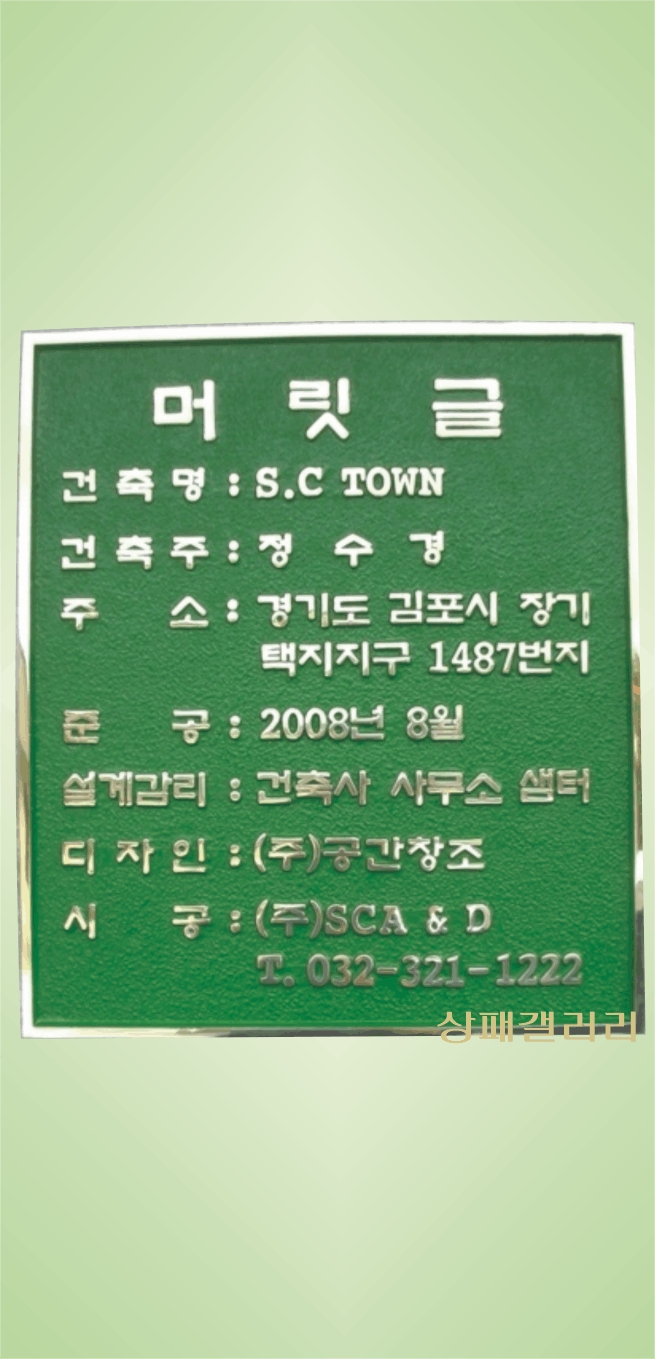 머 릿 글
건 축 명 : S.C TOWN
건 축 주 : 정 수 경
주 소 : 경기도 김포시 장기
택지지구 1487번지
준 공 : 2008년 8월
설계감리 : 건축사 사무소 샘터
디 자 인 : (주)공간창조
시 공 : (주)SCA & D
T. 032-321-1222
상패갤러리